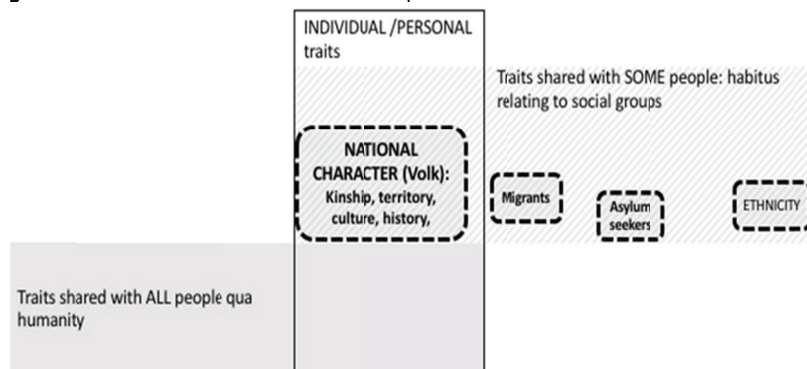 INDIVIDUAL /PERSONAL
traits
Traits shared with SOME people: habitus
relating to social groups
NATIONAL
CHARACTER (Volk):
Kinship, territory,
culture, history,
Migrants
Asylum
seekers
ETHNICITY
Traits shared with ALL people qua
humanity